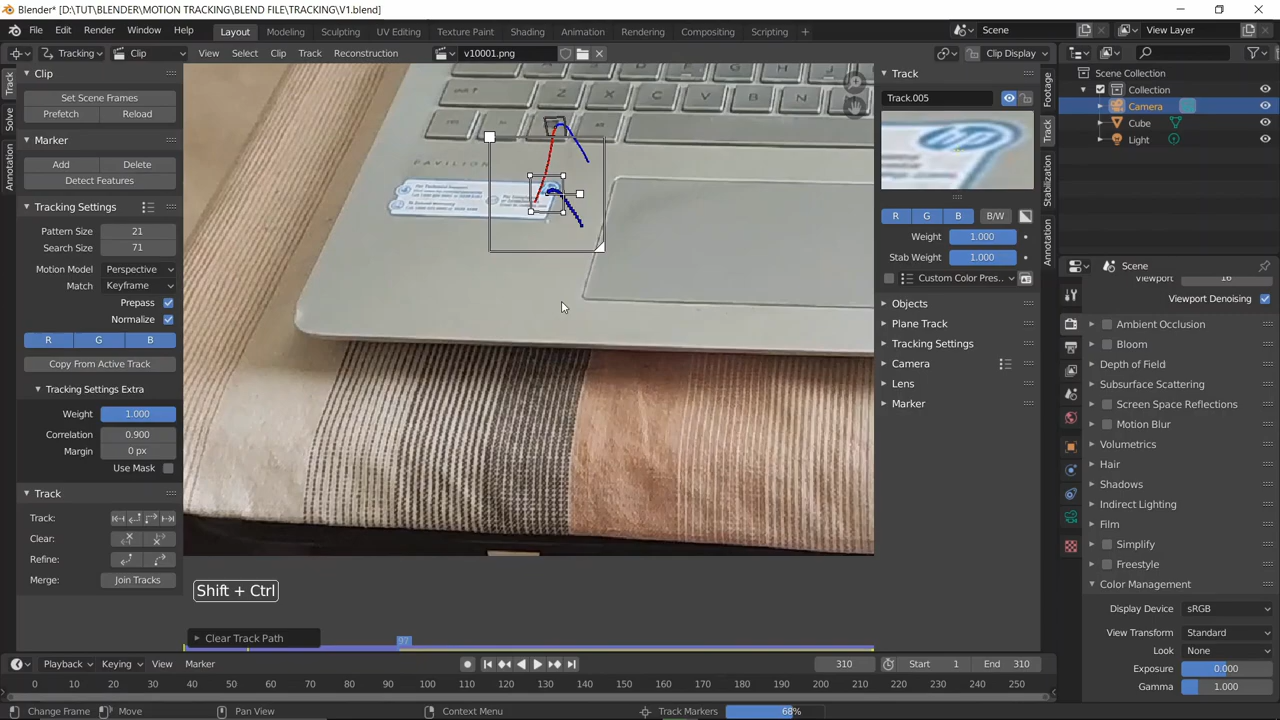 Blender* [D:\TUT\BLENDER\MOTION TRACKING\BLEND FILE\TRACKING\V1.blend]
File Edit Render Window Help Layout Modeling Sculpting UV Editing Texture Paint Shading Animation Rendering Compositing Scripting + Scene View Layer
Tracking Clip View Select Clip Track Reconstruction v10001.png Clip Display
Track
Solve
Annotation
Clip
Set Scene Frames
Prefetch Reload
Marker
Add Delete
Detect Features
Tracking Settings
Pattern Size 21
Search Size 71
Motion Model Perspective
Match Keyframe
Prepass
Normalize
R G B
Copy From Active Track
Tracking Settings Extra
Weight 1.000
Correlation 0.900
Margin 0 px
Use Mask
Track
Track:
Clear:
Refine:
Merge: Join Tracks
Z X C V B N
PAVILION
Shift + Ctrl
Clear Track Path
97
Track
Track.005
R G B B/W
Weight 1.000
Stab Weight 1.000
Custom Color Pres..
Objects
Plane Track
Tracking Settings
Camera
Lens
Marker
Footage
Track
Stabilization
Annotation
Scene Collection
Collection
Camera
Cube
Light
Scene
Viewport 16
Viewport Denoising
Ambient Occlusion
Bloom
Depth of Field
Subsurface Scattering
Screen Space Reflections
Motion Blur
Volumetrics
Hair
Shadows
Indirect Lighting
Film
Simplify
Freestyle
Color Management
Display Device sRGB
View Transform Standard
Look None
Exposure 0.000
Gamma 1.000
Playback Keying View Marker 310 Start 1 End 310
0 10 20 30 40 50 60 70 80 90 100 110 120 130 140 150 160 170 180 190 200 210 220 230 240 250
Change Frame Move Pan View Context Menu Track Markers 68%